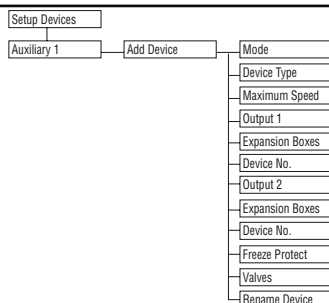 Setup Devices
Auxiliary 1
Add Device
Mode
Device Type
Maximum Speed
Output 1
Expansion Boxes
Device No.
Output 2
Expansion Boxes
Device No.
Freeze Protect
Valves
Rename Device